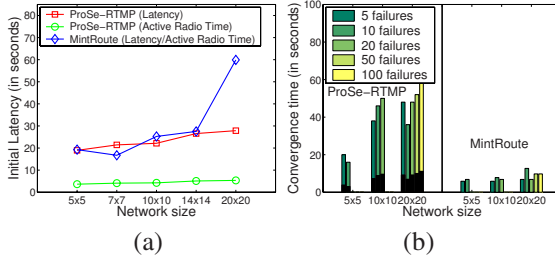 80
70
60
50
40
30
20
10
0
Initial Latency (in seconds)
ProSe-RTMP (Latency)
ProSe-RTMP (Active Radio Time)
MintRoute (Latency/Active Radio Time)
5x5 7x7 10x10 14x14 20x20
Network size
(a)
100
80
60
40
20
0
Convergence time (in seconds)
5 failures
10 failures
20 failures
50 failures
100 failures
ProSe-RTMP
MintRoute
5x5 10x10 20x20 5x5 10x10 20x20
Network size Network size
(b)